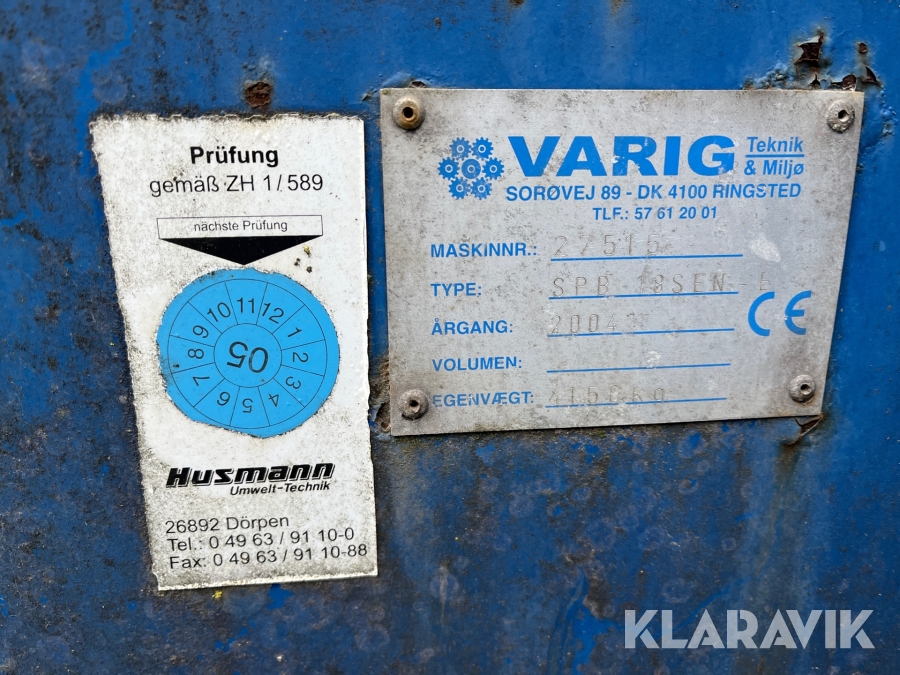 Prüfung
gemäß ZH 1/589
nächste Prüfung
1 2 3 4 5 6 7 8 9 10 11 12
05
Husmann
Umwelt-Technik
26892 Dörpen
Tel.: 0 49 63 / 91 10-0
Fax: 0 49 63 / 91 10-88
VARIG Teknik & Miljø
SORØVEJ 89 - DK 4100 RINGSTED
TLF.: 57 61 20 01
MASKINNR.: 27515
TYPE: SPB
ÅRGANG: 2004
VOLUMEN:
EGENVÆGT:
CE
KLARAVIK